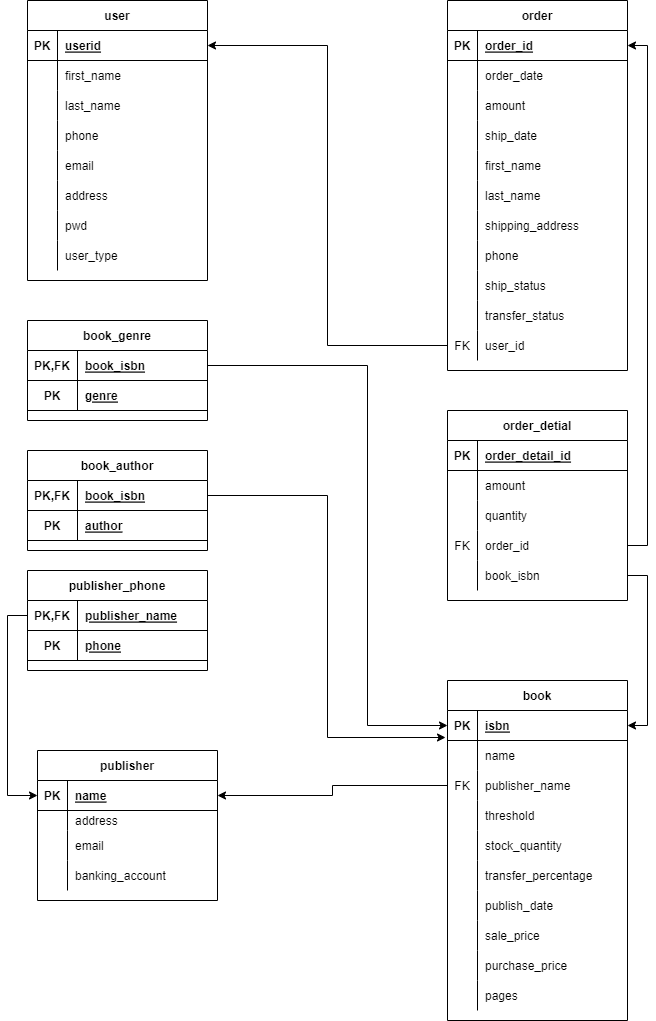 user
PK userid
first_name
last_name
phone
email
address
pwd
user_type
order
PK order_id
order_date
amount
ship_date
first_name
last_name
shipping_address
phone
ship_status
transfer_status
FK user_id
book_genre
PK,FK book_isbn
PK genre
order_detial
PK order_detail_id
amount
quantity
FK order_id
book_isbn
book_author
PK,FK book_isbn
PK author
publisher_phone
PK,FK publisher_name
PK phone
publisher
PK name
address
email
banking_account
book
PK isbn
name
FK publisher_name
threshold
stock_quantity
transfer_percentage
publish_date
sale_price
purchase_price
pages